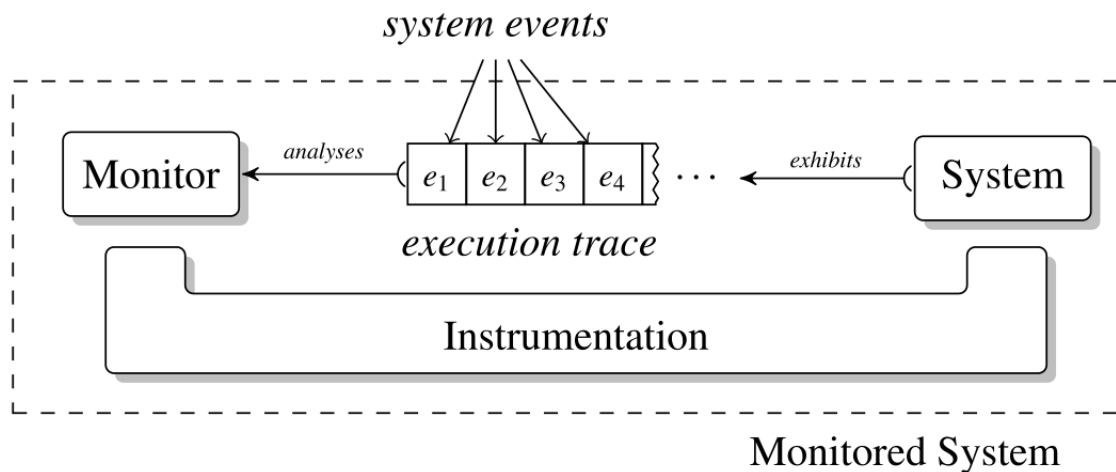 system events
Monitor
analyses
e1 e2 e3 e4 ...
exhibits
System
execution trace
Instrumentation
Monitored System